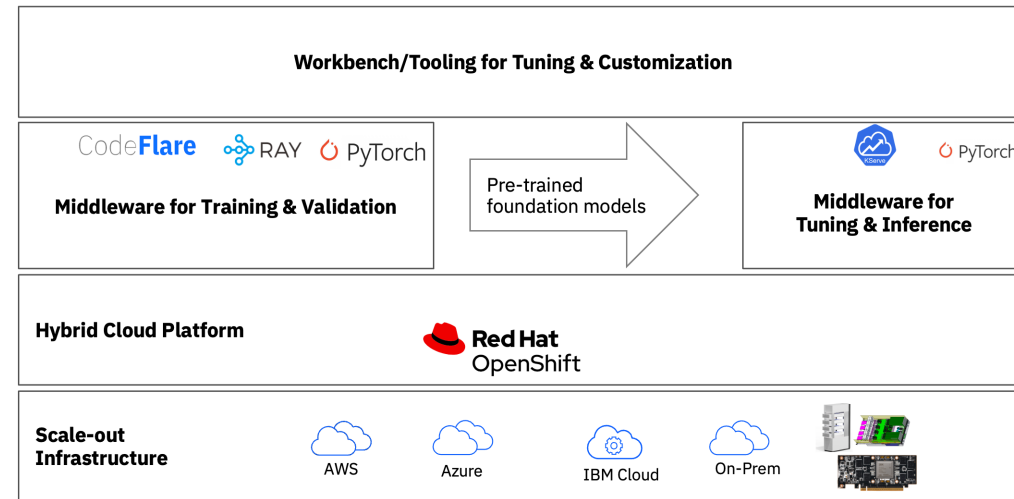 Workbench/Tooling for Tuning & Customization
CodeFlare
RAY
PyTorch
Middleware for Training & Validation
Pre-trained
foundation models
KServe
PyTorch
Middleware for
Tuning & Inference
Hybrid Cloud Platform
Red Hat
OpenShift
Scale-out
Infrastructure
AWS
Azure
IBM Cloud
On-Prem